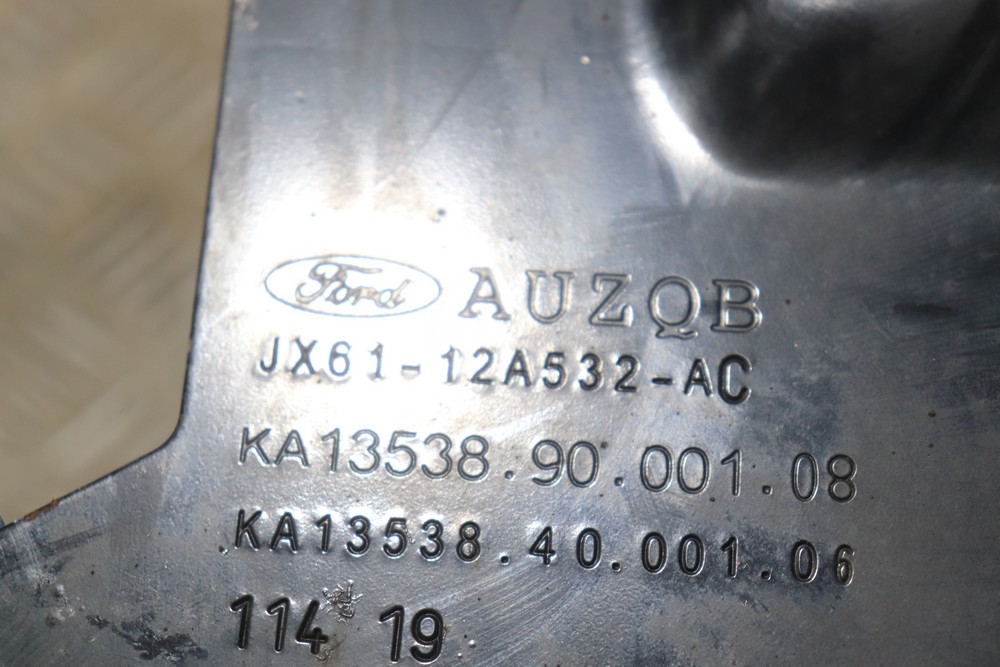 Ford AUZQB
JX61-12A532-AC
KA13538.90.001.08
KA13538.40.001.06
114 19